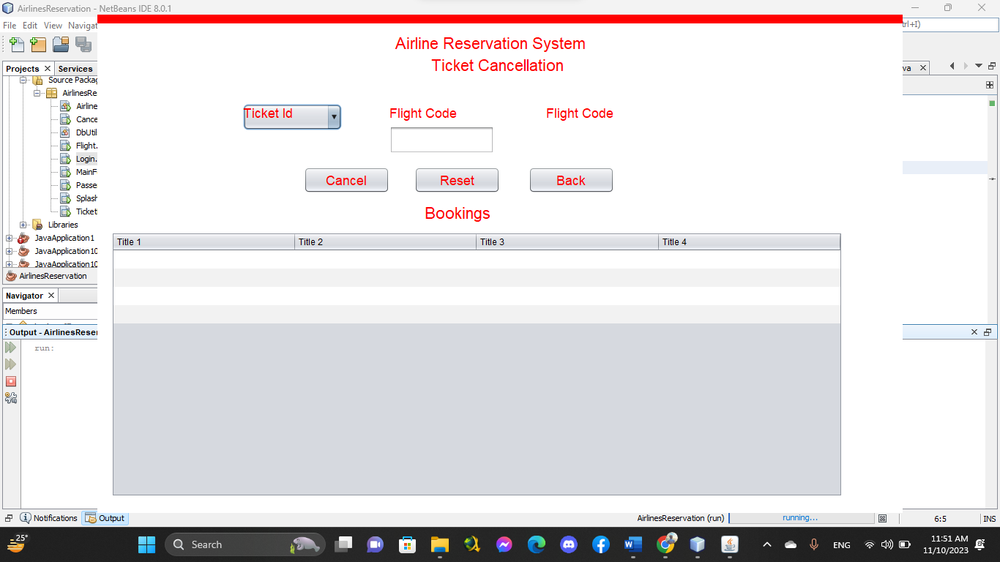 AirlinesReservation - NetBeans IDE 8.0.1
File Edit View Navigat
trl+I)
Projects Services
va
Source Packag
AirlinesRe
Airline
Cance
DbUtil
Flight.
Login.
MainF
Passe
Splash
Ticket
Libraries
JavaApplication1
JavaApplication10
JavaApplication10
AirlinesReservation
Navigator
Members
Output - AirlinesReser
run:
Airline Reservation System
Ticket Cancellation
Ticket Id Flight Code Flight Code
Cancel Reset Back
Bookings
Title 1 Title 2 Title 3 Title 4
Notifications Output AirlinesReservation (run) running... 6:5 INS
25°
Search
ENG
11:51 AM
11/10/2023